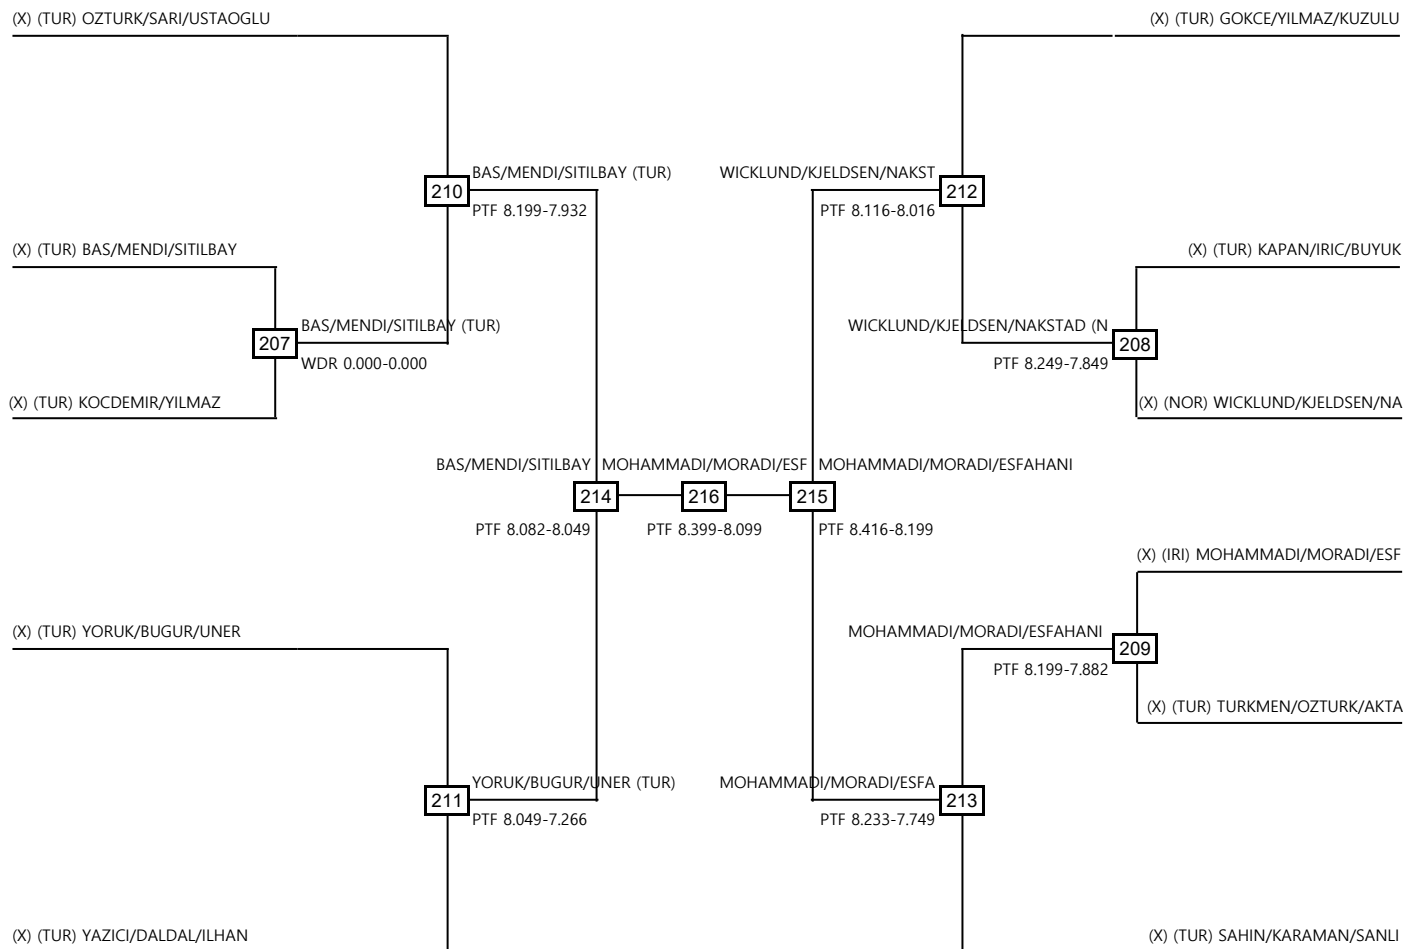 (X) (TUR) OZTURK/SARI/USTAOGLU
(X) (TUR) GOKCE/YILMAZ/KUZULU
BAS/MENDI/SITILBAY (TUR)
WICKLUND/KJELDSEN/NAKST
210
212
PTF 8.199-7.932
PTF 8.116-8.016
(X) (TUR) BAS/MENDI/SITILBAY
(X) (TUR) KAPAN/IRIC/BUYUK
BAS/MENDI/SITILBAY (TUR)
WICKLUND/KJELDSEN/NAKSTAD (N
207
208
WDR 0.000-0.000
PTF 8.249-7.849
(X) (TUR) KOCDEMIR/YILMAZ
(X) (NOR) WICKLUND/KJELDSEN/NA
BAS/MENDI/SITILBAY
MOHAMMADI/MORADI/ESF
MOHAMMADI/MORADI/ESFAHANI
214
216
215
PTF 8.082-8.049
PTF 8.399-8.099
PTF 8.416-8.199
(X) (IRI) MOHAMMADI/MORADI/ESF
(X) (TUR) YORUK/BUGUR/UNER
MOHAMMADI/MORADI/ESFAHANI
209
PTF 8.199-7.882
(X) (TUR) TURKMEN/OZTURK/AKTA
YORUK/BUGUR/UNER (TUR)
MOHAMMADI/MORADI/ESFA
211
213
PTF 8.049-7.266
PTF 8.233-7.749
(X) (TUR) YAZICI/DALDAL/ILHAN
(X) (TUR) SAHIN/KARAMAN/SANLI